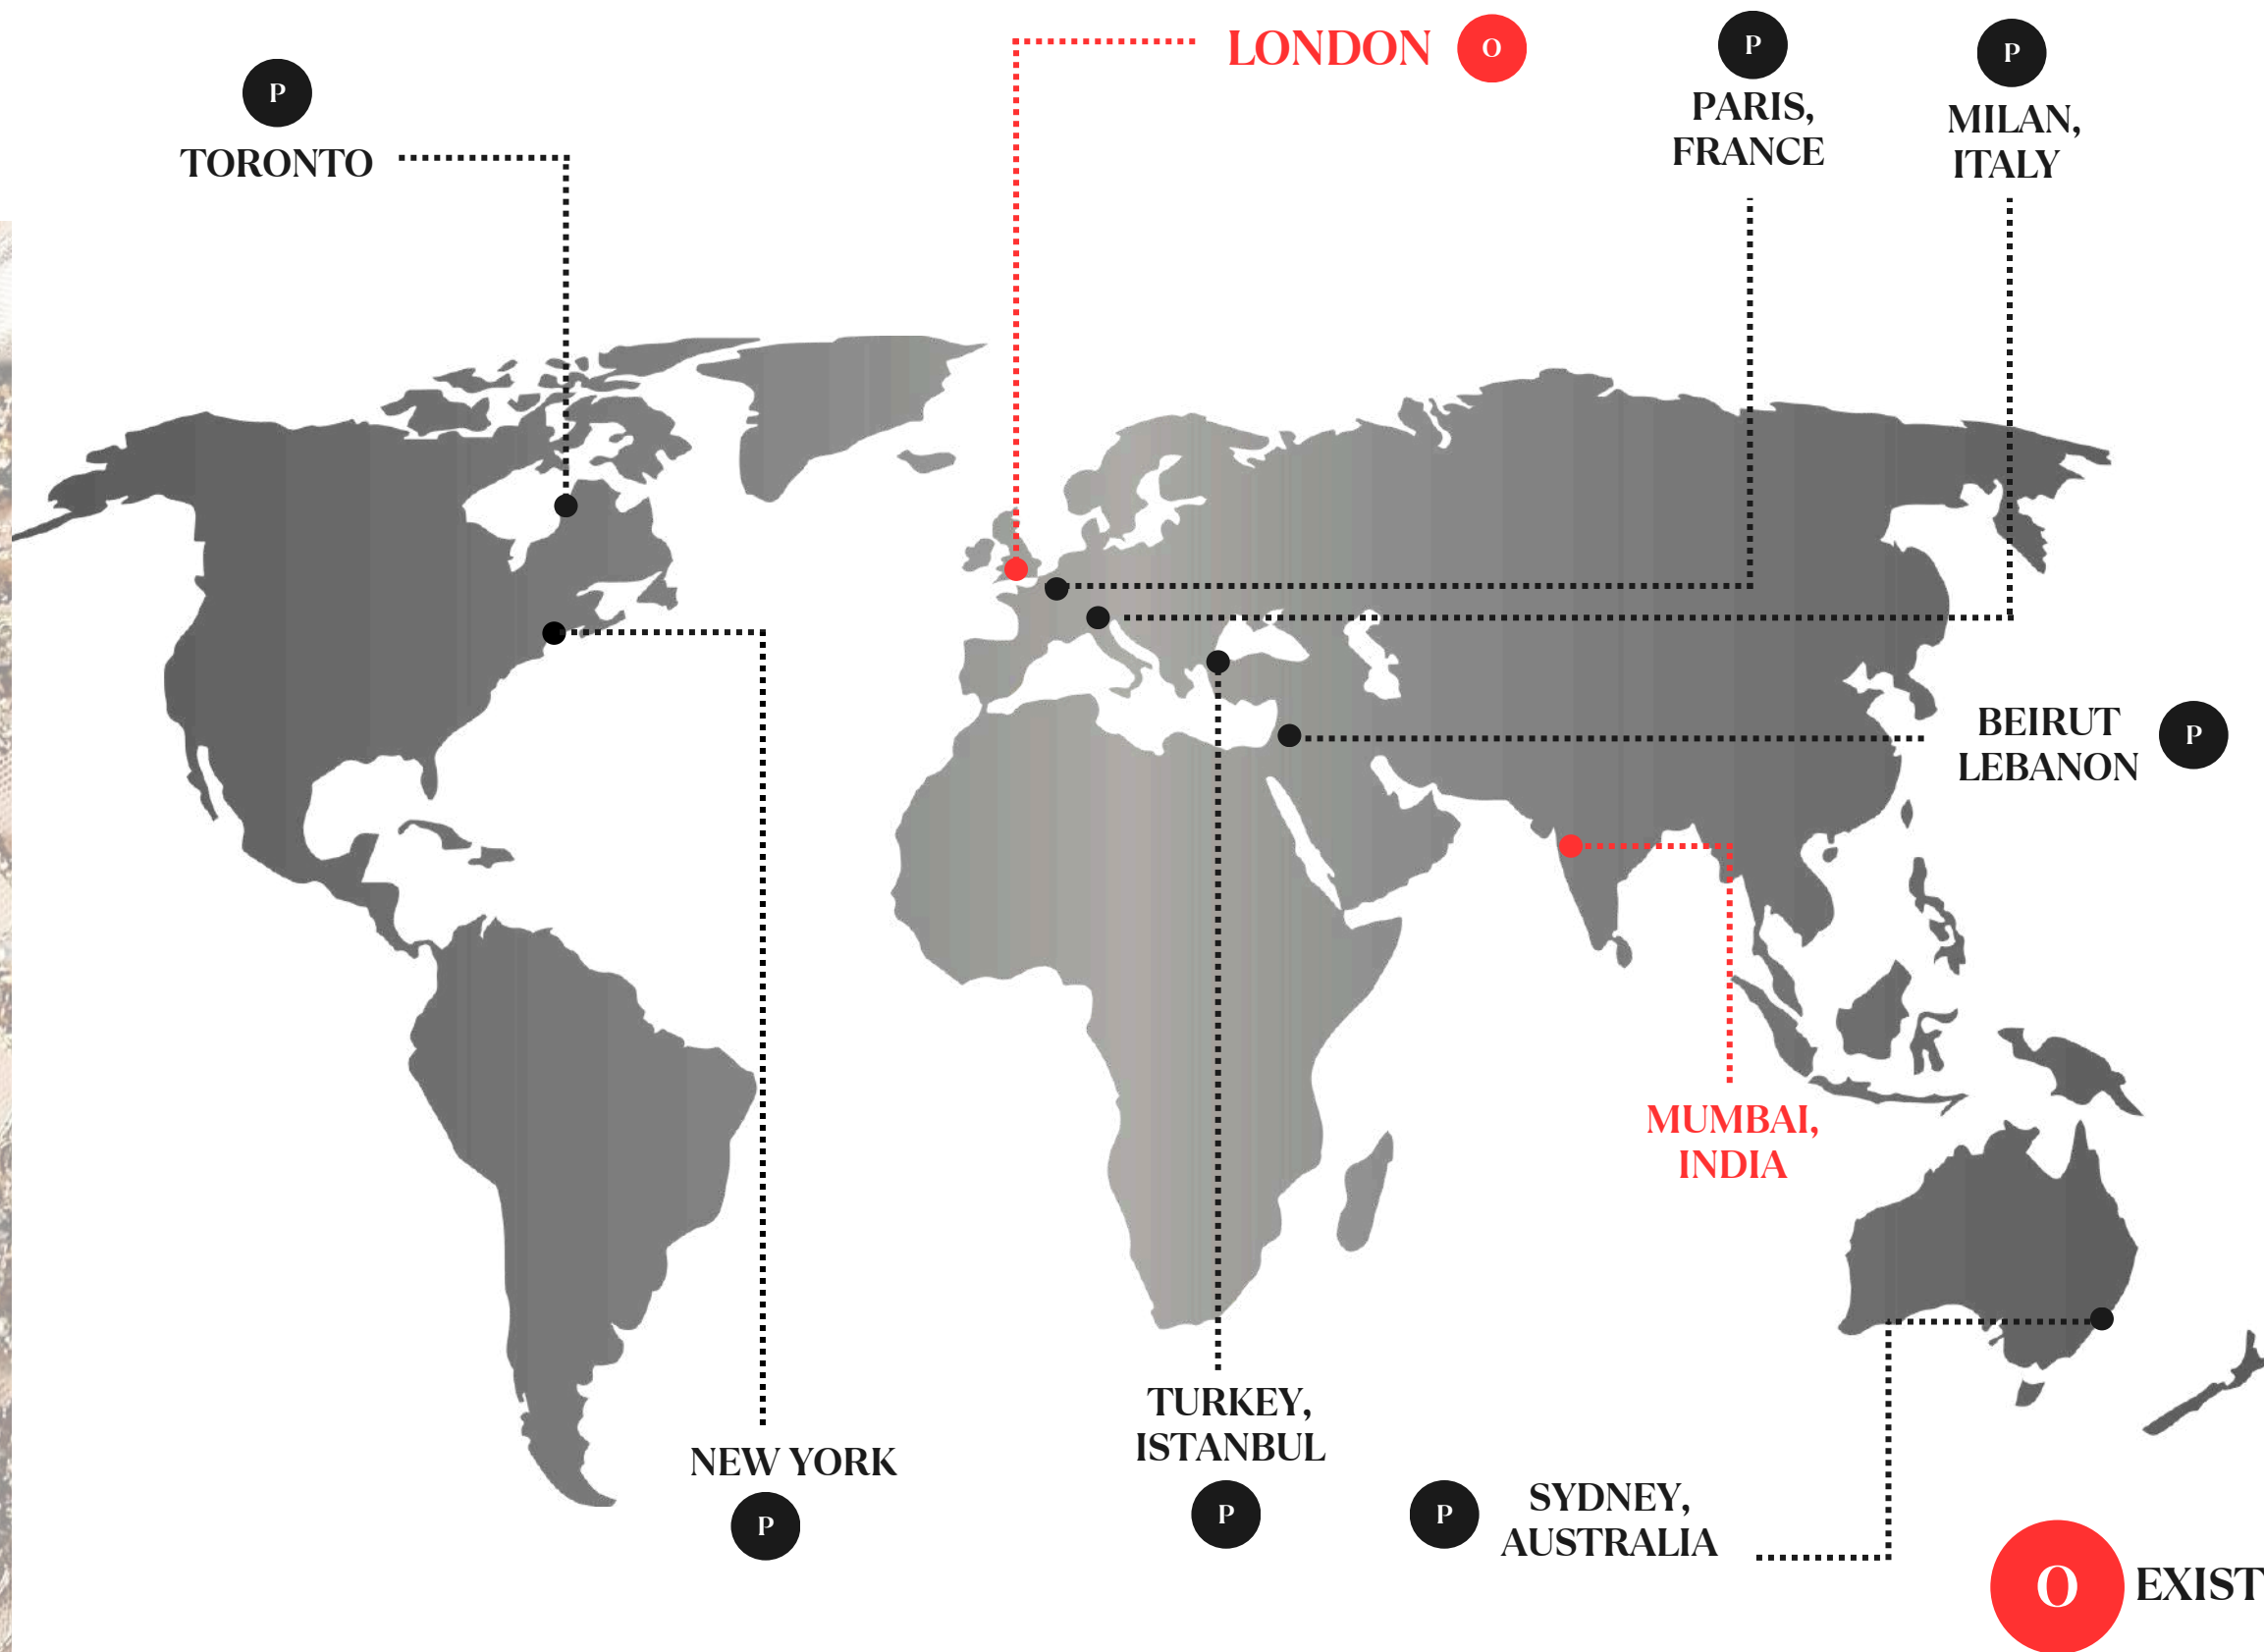 LONDON O
P
P
P
PARIS,
FRANCE
MILAN,
ITALY
TORONTO
BEIRUT
LEBANON
P
MUMBAI,
INDIA
TURKEY,
ISTANBUL
NEW YORK
P
P
P
SYDNEY,
AUSTRALIA
O EXIST